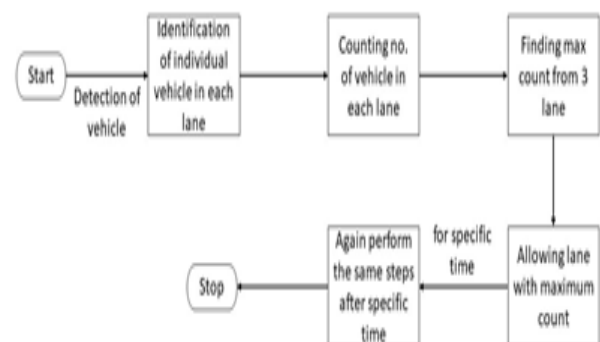 Start
Detection of
vehicle
Identification
of individual
vehicle in each
lane
Counting no.
of vehicle in
each lane
Finding max
count from 3
lane
Allowing lane
with maximum
count
for specific
time
Again perform
the same steps
after specific
time
Stop